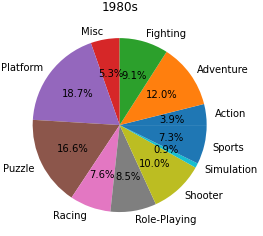 1980s
Misc
Fighting
Platform
Adventure
5.3%
9.1%
18.7%
12.0%
Action
3.9%
7.3%
Sports
16.6%
0.9%
Simulation
Puzzle
7.6%
8.5%
10.0%
Shooter
Racing
Role-Playing